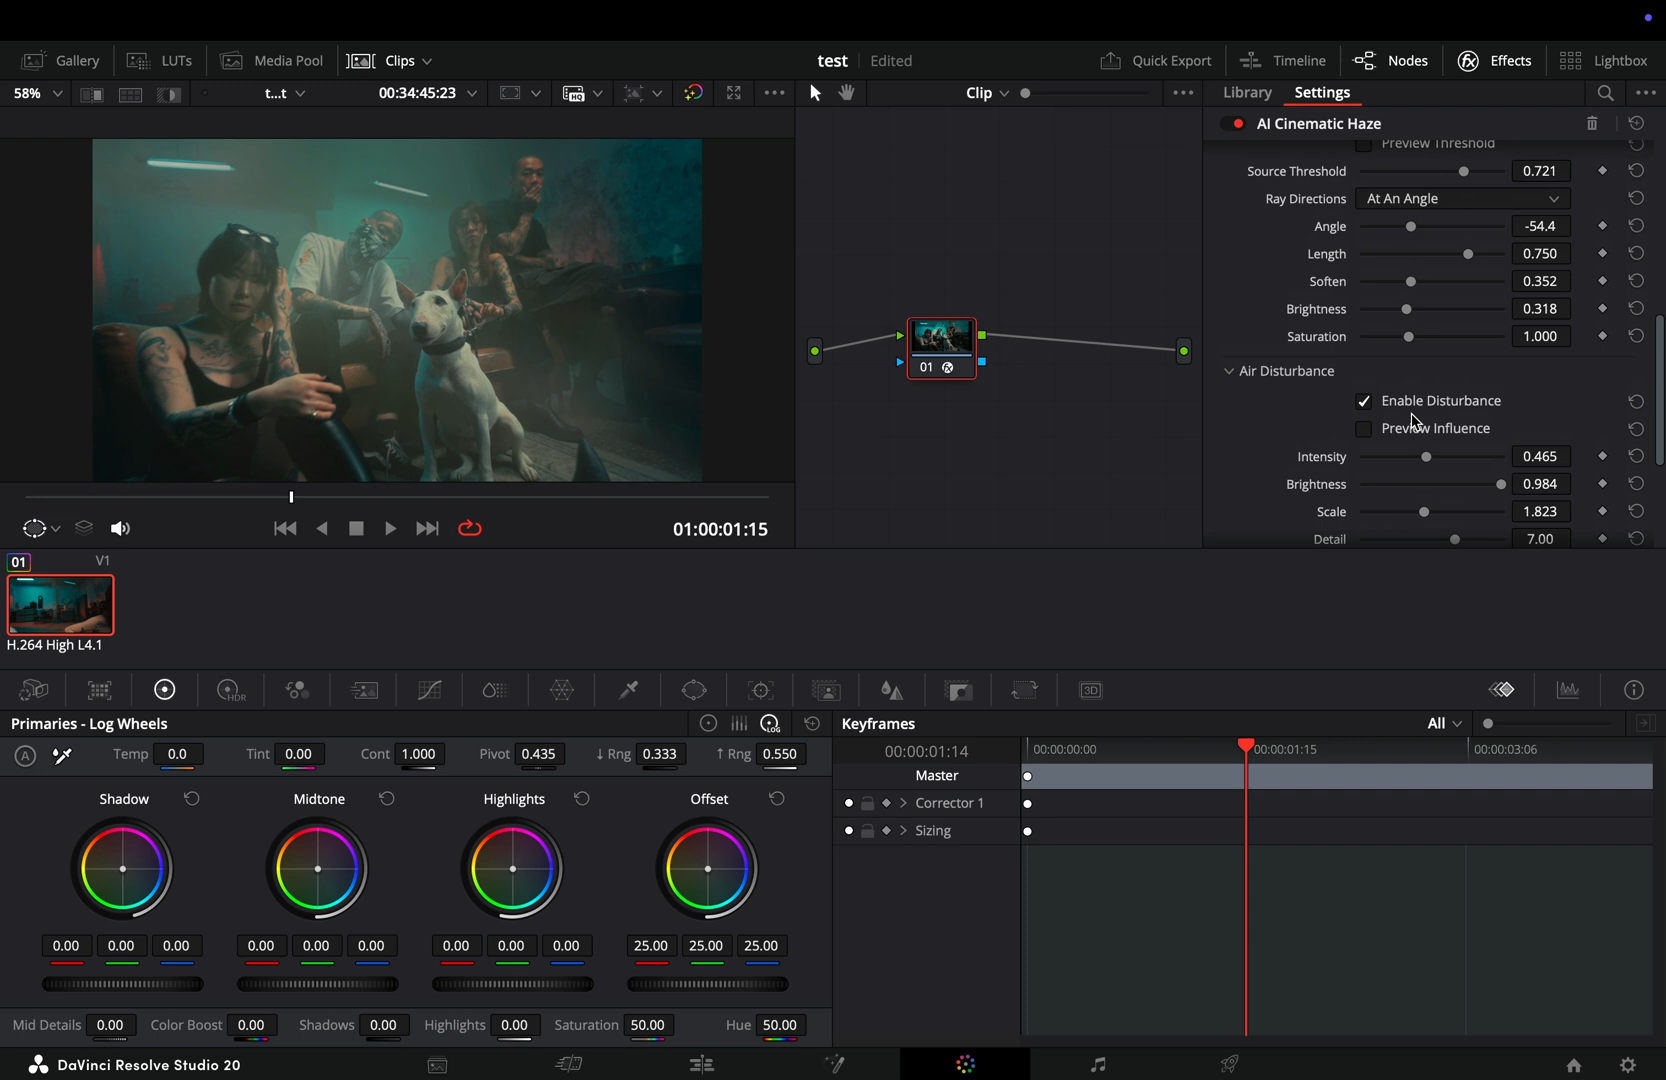 Gallery LUTs Media Pool Clips test Edited Quick Export Timeline Nodes Effects Lightbox
58% t...t 00:34:45:23 HQ Clip Library Settings
AI Cinematic Haze
Preview Threshold
Source Threshold 0.721
Ray Directions At An Angle
Angle -54.4
Length 0.750
Soften 0.352
Brightness 0.318
Saturation 1.000
Air Disturbance
Enable Disturbance
Preview Influence
Intensity 0.465
Brightness 0.984
Scale 1.823
Detail 7.00
01 fx
01:00:01:15
01 V1
H.264 High L4.1
HDR 3D
Primaries - Log Wheels LOG
Keyframes All
A Temp 0.0 Tint 0.00 Cont 1.000 Pivot 0.435 ↓ Rng 0.333 ↑ Rng 0.550
00:00:01:14 00:00:00:00 00:00:01:15 00:00:03:06
Master
Corrector 1
Sizing
Shadow Midtone Highlights Offset
0.00 0.00 0.00 0.00 0.00 0.00 0.00 0.00 0.00 25.00 25.00 25.00
Mid Details 0.00 Color Boost 0.00 Shadows 0.00 Highlights 0.00 Saturation 50.00 Hue 50.00
DaVinci Resolve Studio 20